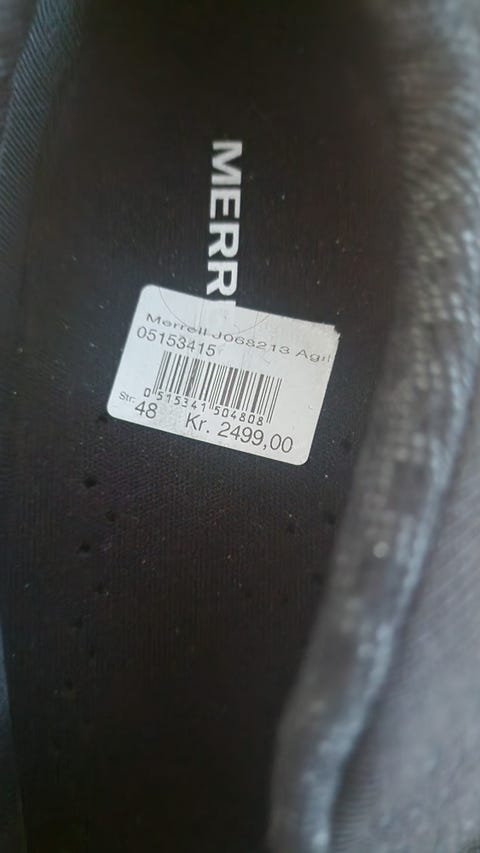 MERR
Merrell J068213 Agil
05153415
0 515341 504808
Str: 48 Kr. 2499,00